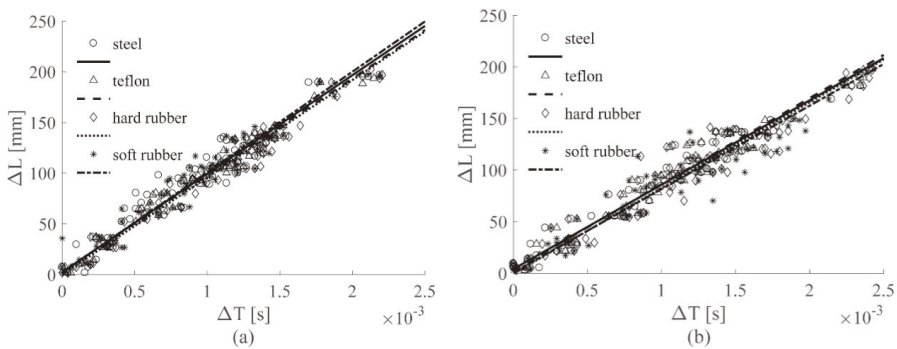 250
200
150
100
50
0
ΔL [mm]
steel
teflon
hard rubber
soft rubber
0 0.5 1 1.5 2 2.5
ΔT [s] ×10⁻³
(a)
250
200
150
100
50
0
ΔL [mm]
steel
teflon
hard rubber
soft rubber
0 0.5 1 1.5 2 2.5
ΔT [s] ×10⁻³
(b)